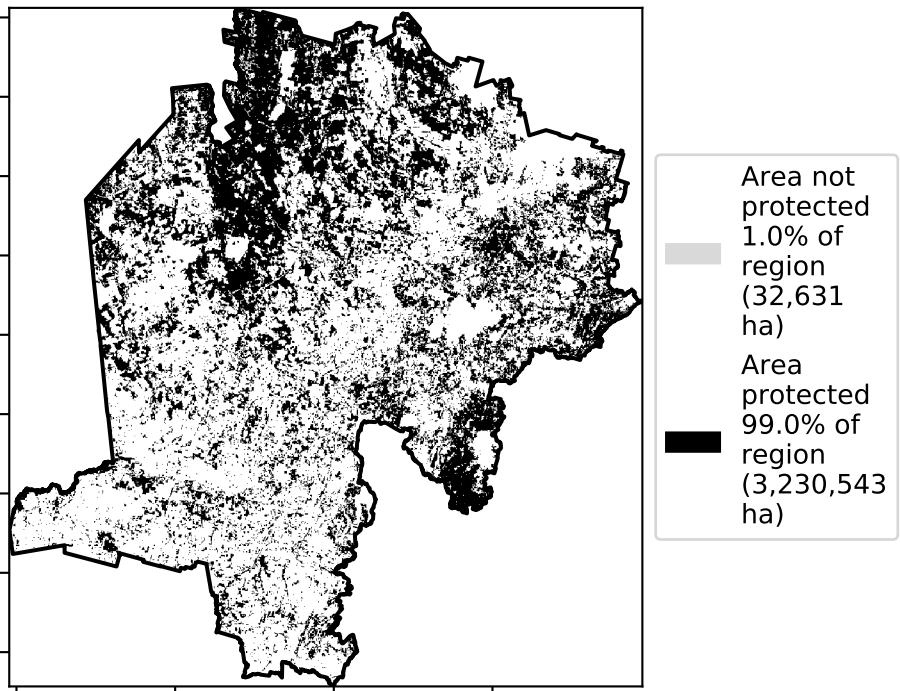 Area not
protected
1.0% of
region
(32,631
ha)
Area
protected
99.0% of
region
(3,230,543
ha)